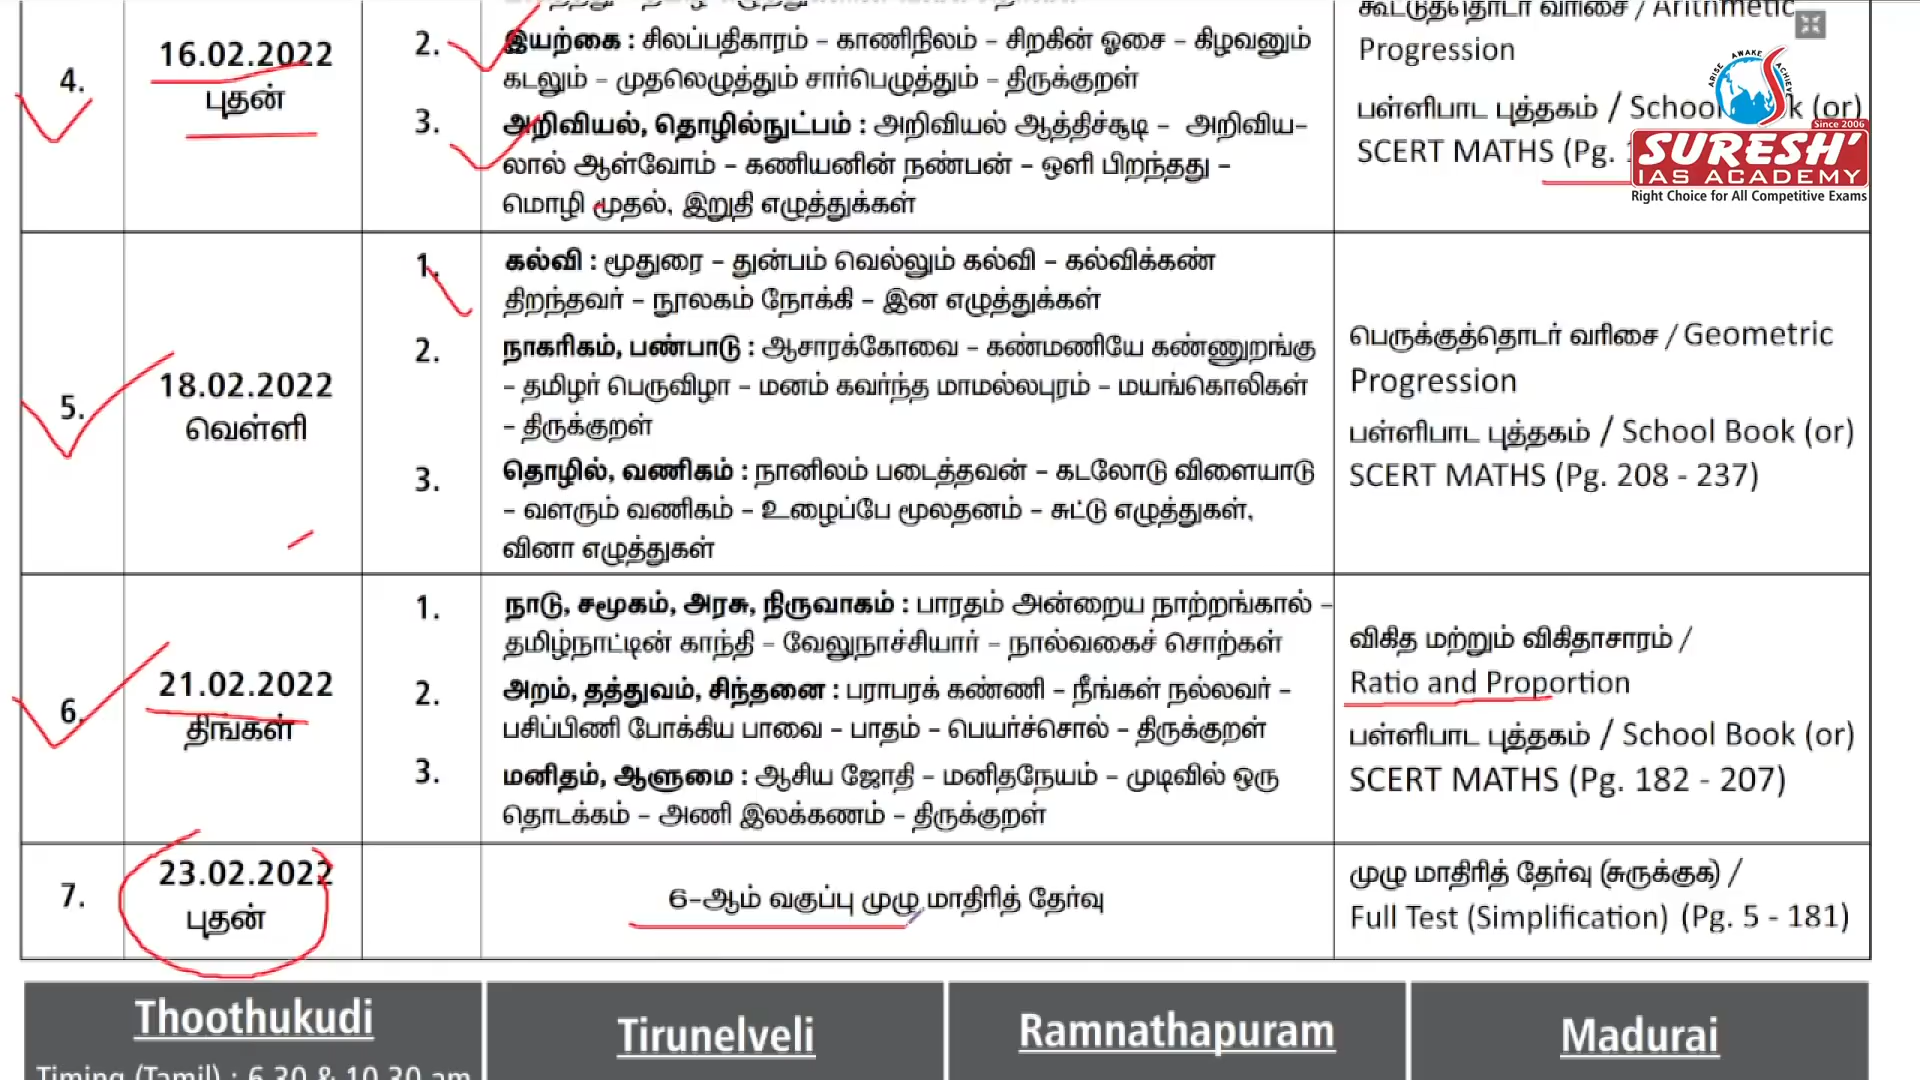 கூட்டுத்தொடர் வரிசை / Arithmetic
Progression
பள்ளிபாட புத்தகம் / School Book (or)
SCERT MATHS (Pg.
4.
16.02.2022
புதன்
2. இயற்கை : சிலப்பதிகாரம் – காணிநிலம் – சிறகின் ஓசை – கிழவனும்
கடலும் – முதலெழுத்தும் சார்பெழுத்தும் – திருக்குறள்
3. அறிவியல், தொழில்நுட்பம் : அறிவியல் ஆத்திச்சூடி – அறிவிய–
லால் ஆள்வோம் – கணியனின் நண்பன் – ஒளி பிறந்தது –
மொழி முதல், இறுதி எழுத்துக்கள்
ARISE AWAKE ACHIEVE
Since 2006
SURESH'
IAS ACADEMY
Right Choice for All Competitive Exams
5.
18.02.2022
வெள்ளி
1. கல்வி : மூதுரை – துன்பம் வெல்லும் கல்வி – கல்விக்கண்
திறந்தவர் – நூலகம் நோக்கி – இன எழுத்துக்கள்
2. நாகரிகம், பண்பாடு : ஆசாரக்கோவை – கண்மணியே கண்ணுறங்கு
– தமிழர் பெருவிழா – மனம் கவர்ந்த மாமல்லபுரம் – மயங்கொலிகள்
– திருக்குறள்
3. தொழில், வணிகம் : நானிலம் படைத்தவன் – கடலோடு விளையாடு
– வளரும் வணிகம் – உழைப்பே மூலதனம் – சுட்டு எழுத்துகள்,
வினா எழுத்துகள்
பெருக்குத்தொடர் வரிசை / Geometric
Progression
பள்ளிபாட புத்தகம் / School Book (or)
SCERT MATHS (Pg. 208 - 237)
6.
21.02.2022
திங்கள்
1. நாடு, சமூகம், அரசு, நிருவாகம் : பாரதம் அன்றைய நாற்றங்கால் –
தமிழ்நாட்டின் காந்தி – வேலுநாச்சியார் – நால்வகைச் சொற்கள்
2. அறம், தத்துவம், சிந்தனை : பராபரக் கண்ணி – நீங்கள் நல்லவர் –
பசிப்பிணி போக்கிய பாவை – பாதம் – பெயர்ச்சொல் – திருக்குறள்
3. மனிதம், ஆளுமை : ஆசிய ஜோதி – மனிதநேயம் – முடிவில் ஒரு
தொடக்கம் – அணி இலக்கணம் – திருக்குறள்
விகித மற்றும் விகிதாசாரம் /
Ratio and Proportion
பள்ளிபாட புத்தகம் / School Book (or)
SCERT MATHS (Pg. 182 - 207)
7.
23.02.2022
புதன்
6–ஆம் வகுப்பு முழு மாதிரித் தேர்வு
முழு மாதிரித் தேர்வு (சுருக்குக) /
Full Test (Simplification) (Pg. 5 - 181)
Thoothukudi
Timing (Tamil) : 6.30 & 10.30 am
Tirunelveli
Ramnathapuram
Madurai